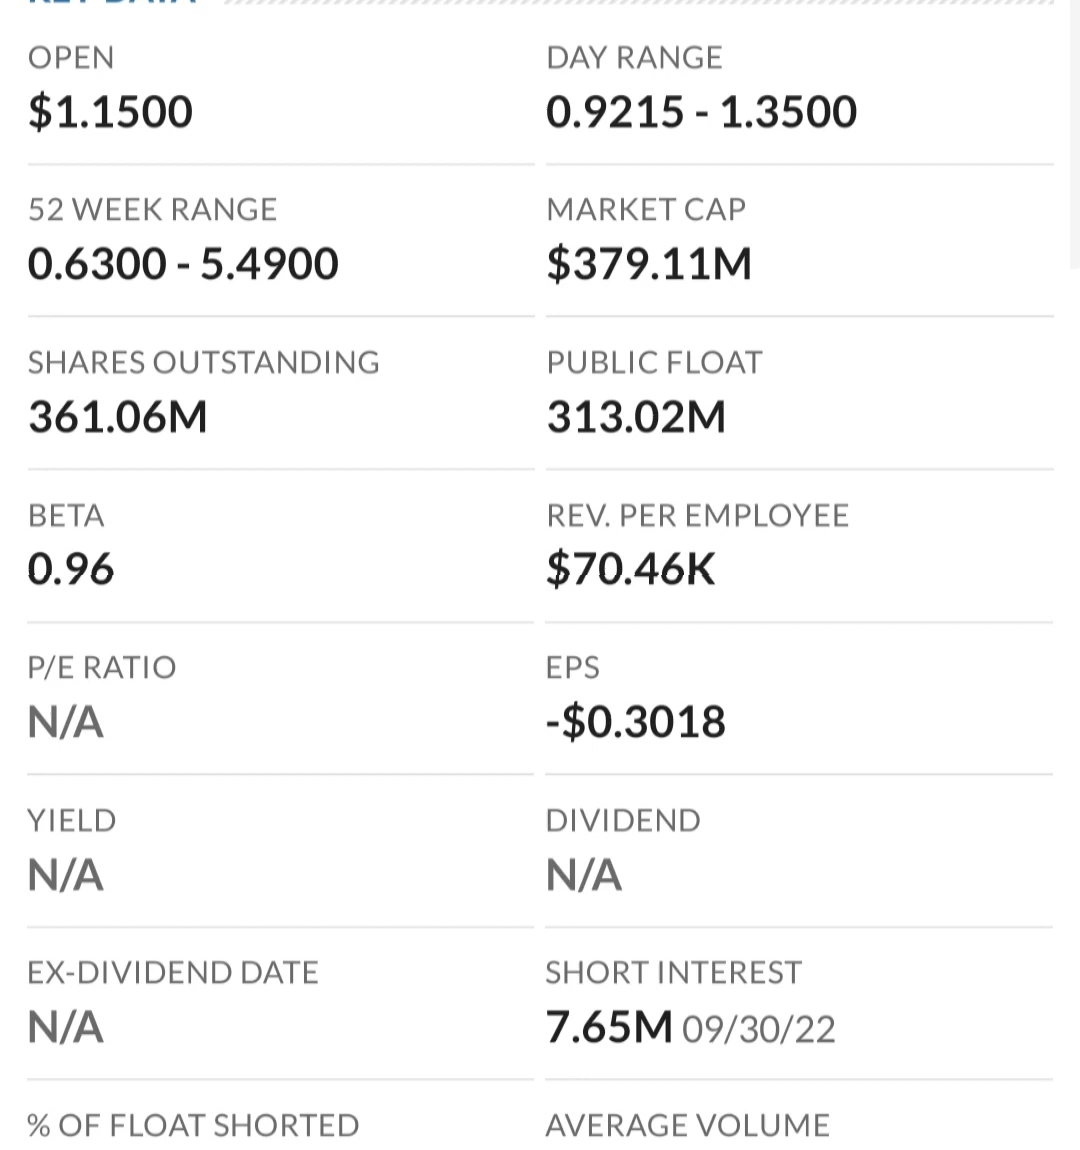 OPEN
$1.1500
DAY RANGE
0.9215 - 1.3500
52 WEEK RANGE
0.6300 - 5.4900
MARKET CAP
$379.11M
SHARES OUTSTANDING
361.06M
PUBLIC FLOAT
313.02M
BETA
0.96
REV. PER EMPLOYEE
$70.46K
P/E RATIO
N/A
EPS
-$0.3018
YIELD
N/A
DIVIDEND
N/A
EX-DIVIDEND DATE
N/A
SHORT INTEREST
7.65M 09/30/22
% OF FLOAT SHORTED
AVERAGE VOLUME